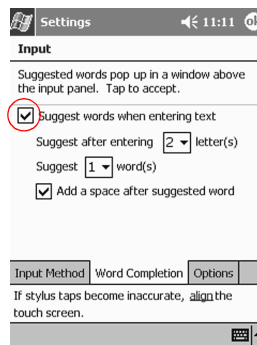 Settings 11:11 ok
Input
Suggested words pop up in a window above
the input panel. Tap to accept.
Suggest words when entering text
Suggest after entering 2 letter(s)
Suggest 1 word(s)
Add a space after suggested word
Input Method Word Completion Options
If stylus taps become inaccurate, align the
touch screen.